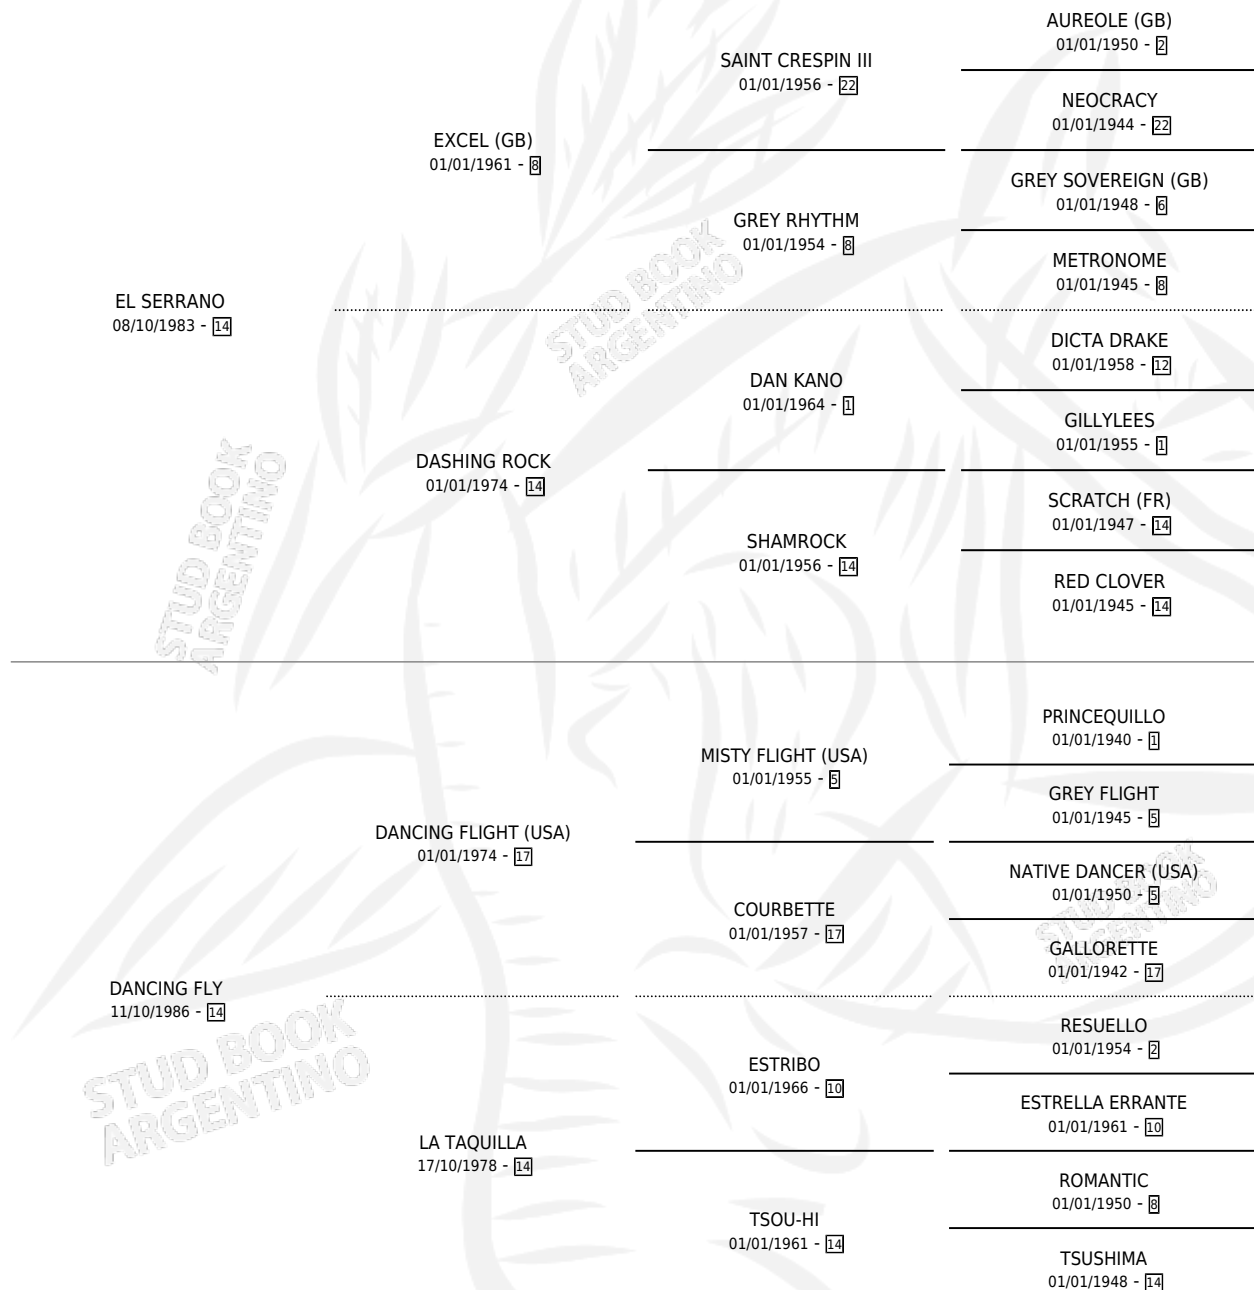 AUREOLE (GB)
01/01/1950 - 2
SAINT CRESPIN III
01/01/1956 - 22
NEOCRACY
01/01/1944 - 22
EXCEL (GB)
01/01/1961 - 8
GREY SOVEREIGN (GB)
01/01/1948 - 6
GREY RHYTHM
01/01/1954 - 8
METRONOME
01/01/1945 - 8
EL SERRANO
08/10/1983 - 14
DICTA DRAKE
01/01/1958 - 12
DAN KANO
01/01/1964 - 1
GILLYLEES
01/01/1955 - 1
DASHING ROCK
01/01/1974 - 14
SCRATCH (FR)
01/01/1947 - 14
SHAMROCK
01/01/1956 - 14
RED CLOVER
01/01/1945 - 14
PRINCEQUILLO
01/01/1940 - 1
MISTY FLIGHT (USA)
01/01/1955 - 5
GREY FLIGHT
01/01/1945 - 5
DANCING FLIGHT (USA)
01/01/1974 - 17
NATIVE DANCER (USA)
01/01/1950 - 5
COURBETTE
01/01/1957 - 17
GALLORETTE
01/01/1942 - 17
DANCING FLY
11/10/1986 - 14
RESUELLO
01/01/1954 - 2
ESTRIBO
01/01/1966 - 10
ESTRELLA ERRANTE
01/01/1961 - 10
LA TAQUILLA
17/10/1978 - 14
ROMANTIC
01/01/1950 - 8
TSOU-HI
01/01/1961 - 14
TSUSHIMA
01/01/1948 - 14
STUD BOOK
ARGENTINO
STUD BOOK
ARGENTINO
STUD BOOK
ARGENTINO
STUD BOOK
ARGENTINO